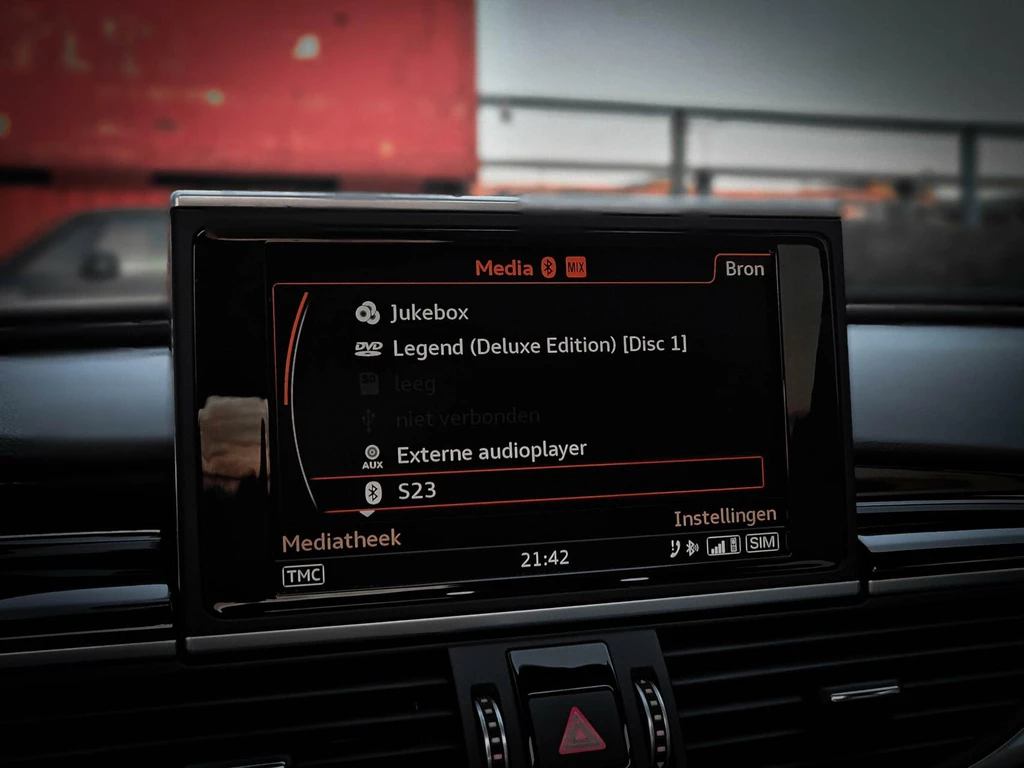 Media MIX
Bron
Jukebox
DVD Legend (Deluxe Edition) [Disc 1]
SD leeg
niet verbonden
AUX Externe audioplayer
S23
Mediatheek
Instellingen
TMC
21:42
SIM